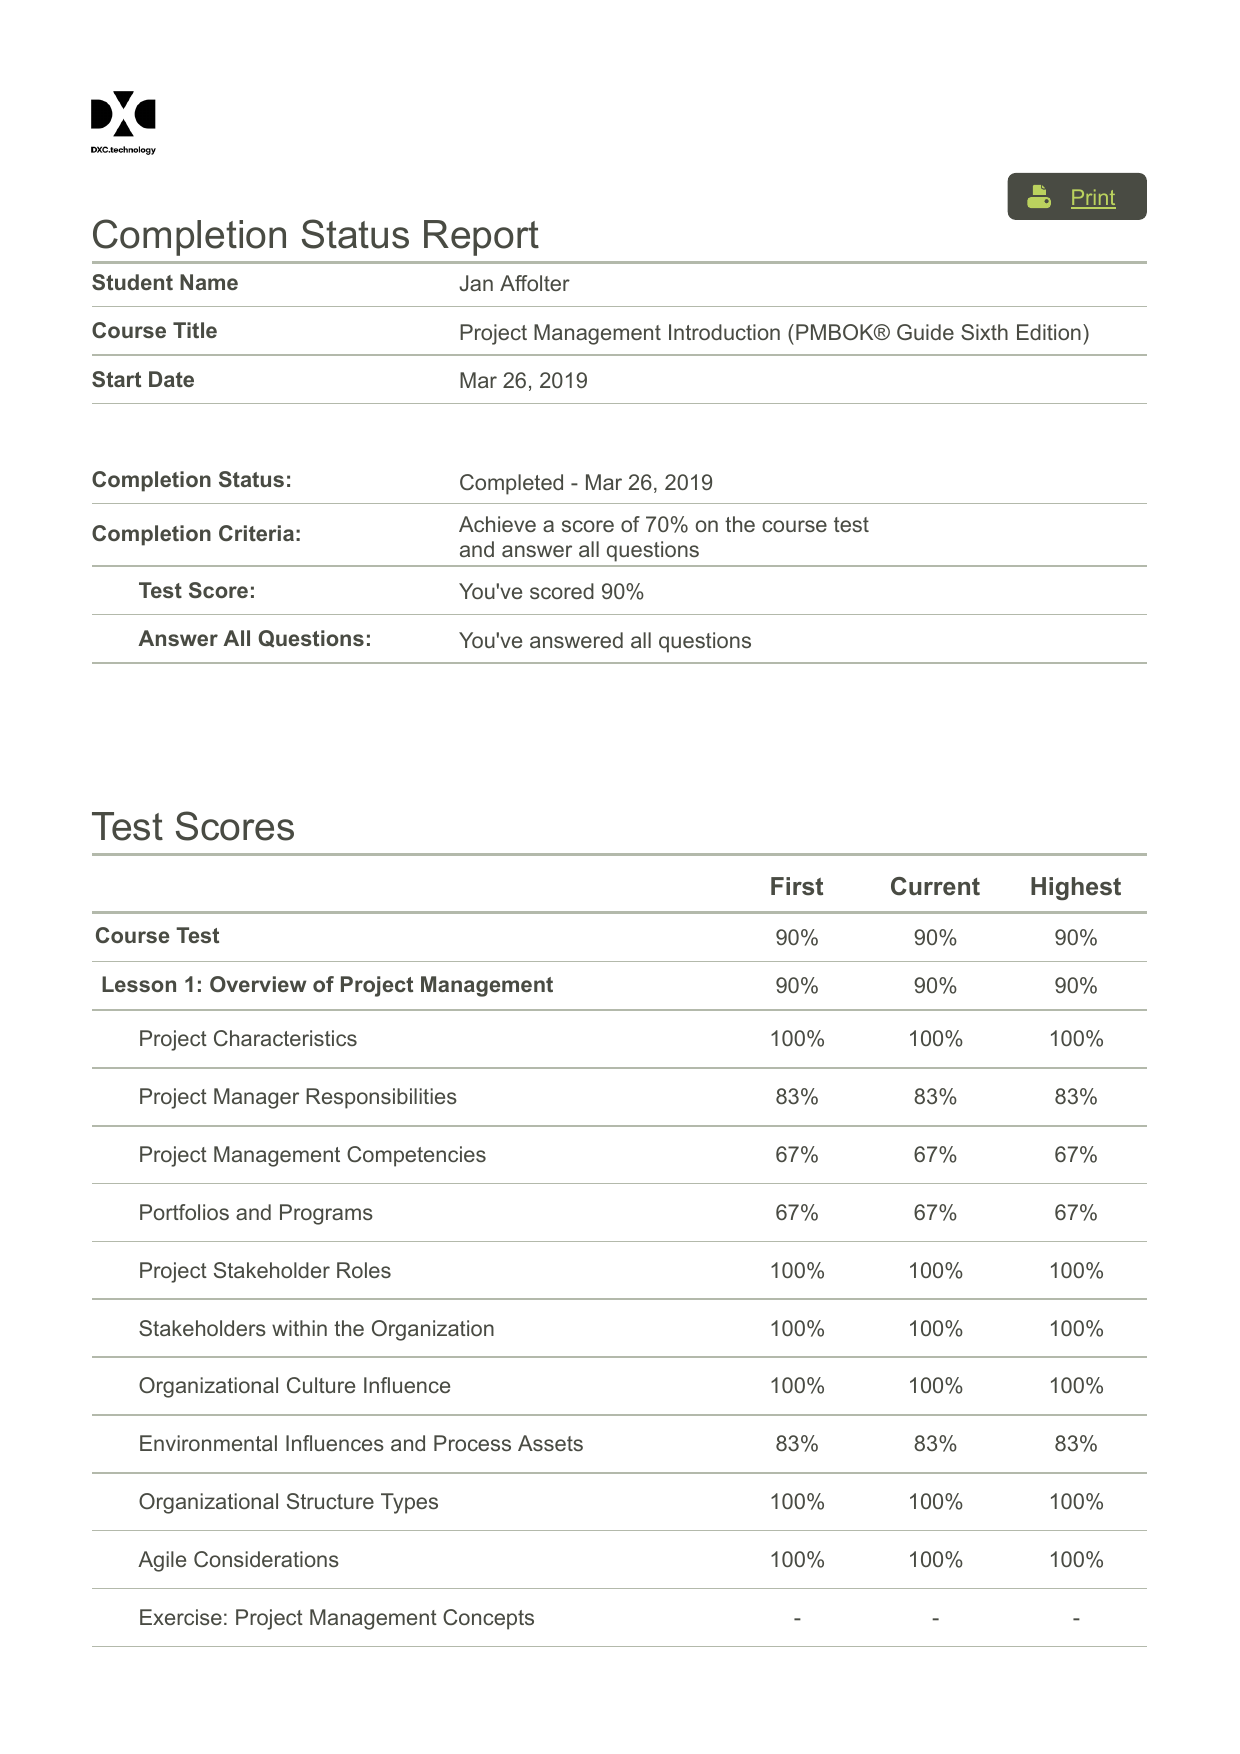 DXC.technology
Print
Completion Status Report
Student Name Jan Affolter
Course Title Project Management Introduction (PMBOK® Guide Sixth Edition)
Start Date Mar 26, 2019
Completion Status: Completed - Mar 26, 2019
Completion Criteria: Achieve a score of 70% on the course test
and answer all questions
Test Score: You've scored 90%
Answer All Questions: You've answered all questions
Test Scores
First Current Highest
Course Test 90% 90% 90%
Lesson 1: Overview of Project Management 90% 90% 90%
Project Characteristics 100% 100% 100%
Project Manager Responsibilities 83% 83% 83%
Project Management Competencies 67% 67% 67%
Portfolios and Programs 67% 67% 67%
Project Stakeholder Roles 100% 100% 100%
Stakeholders within the Organization 100% 100% 100%
Organizational Culture Influence 100% 100% 100%
Environmental Influences and Process Assets 83% 83% 83%
Organizational Structure Types 100% 100% 100%
Agile Considerations 100% 100% 100%
Exercise: Project Management Concepts - - -